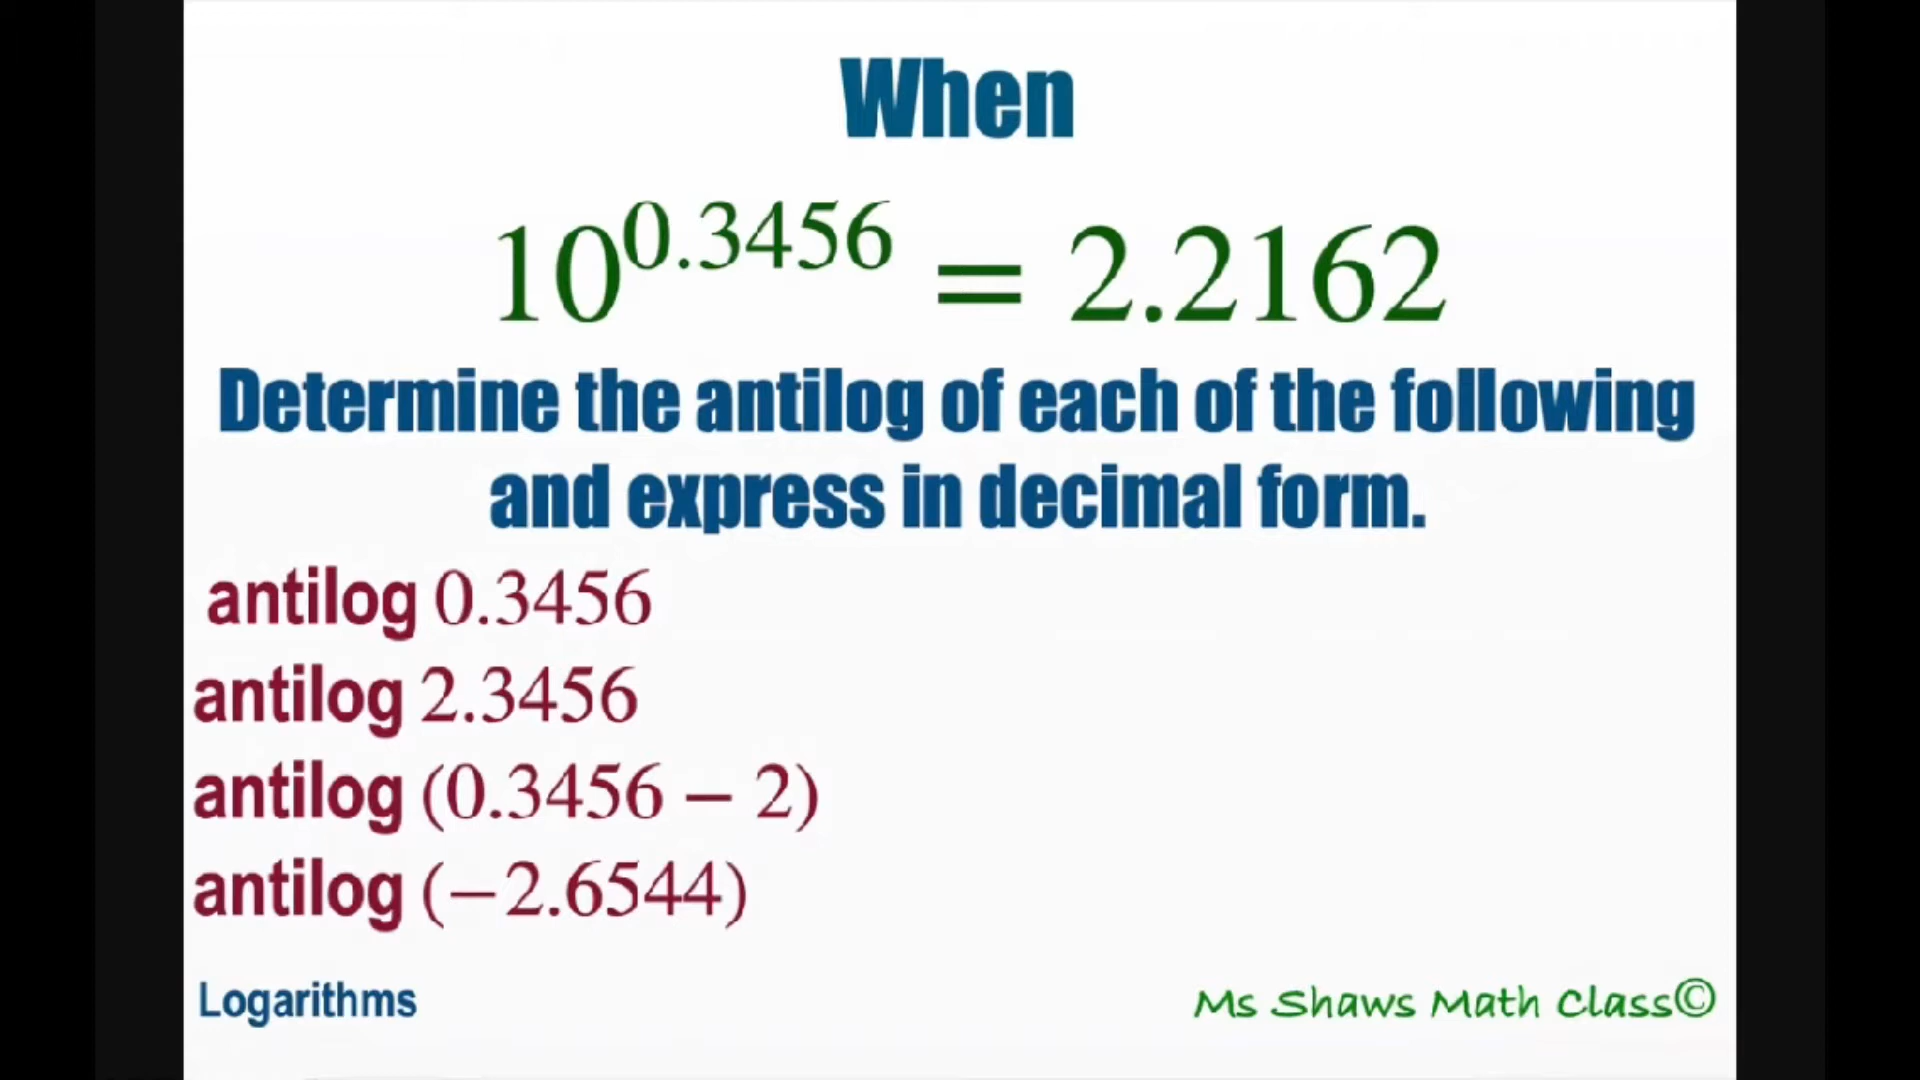 When
10^0.3456 = 2.2162
Determine the antilog of each of the following
and express in decimal form.
antilog 0.3456
antilog 2.3456
antilog (0.3456 − 2)
antilog (−2.6544)
Logarithms
Ms Shaws Math Class©